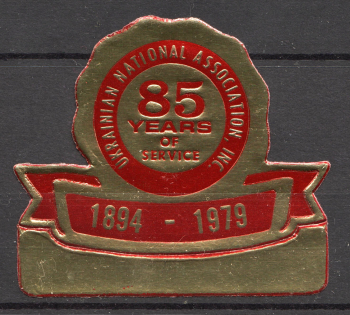 UKRAINIAN NATIONAL ASSOCIATION INC
85
YEARS
OF
SERVICE
1894 - 1979